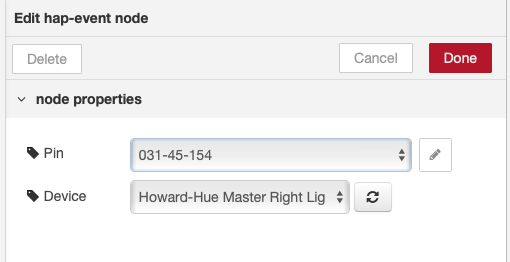 Edit hap-event node
Delete
Cancel
Done
node properties
Pin
031-45-154
Device
Howard-Hue Master Right Lig